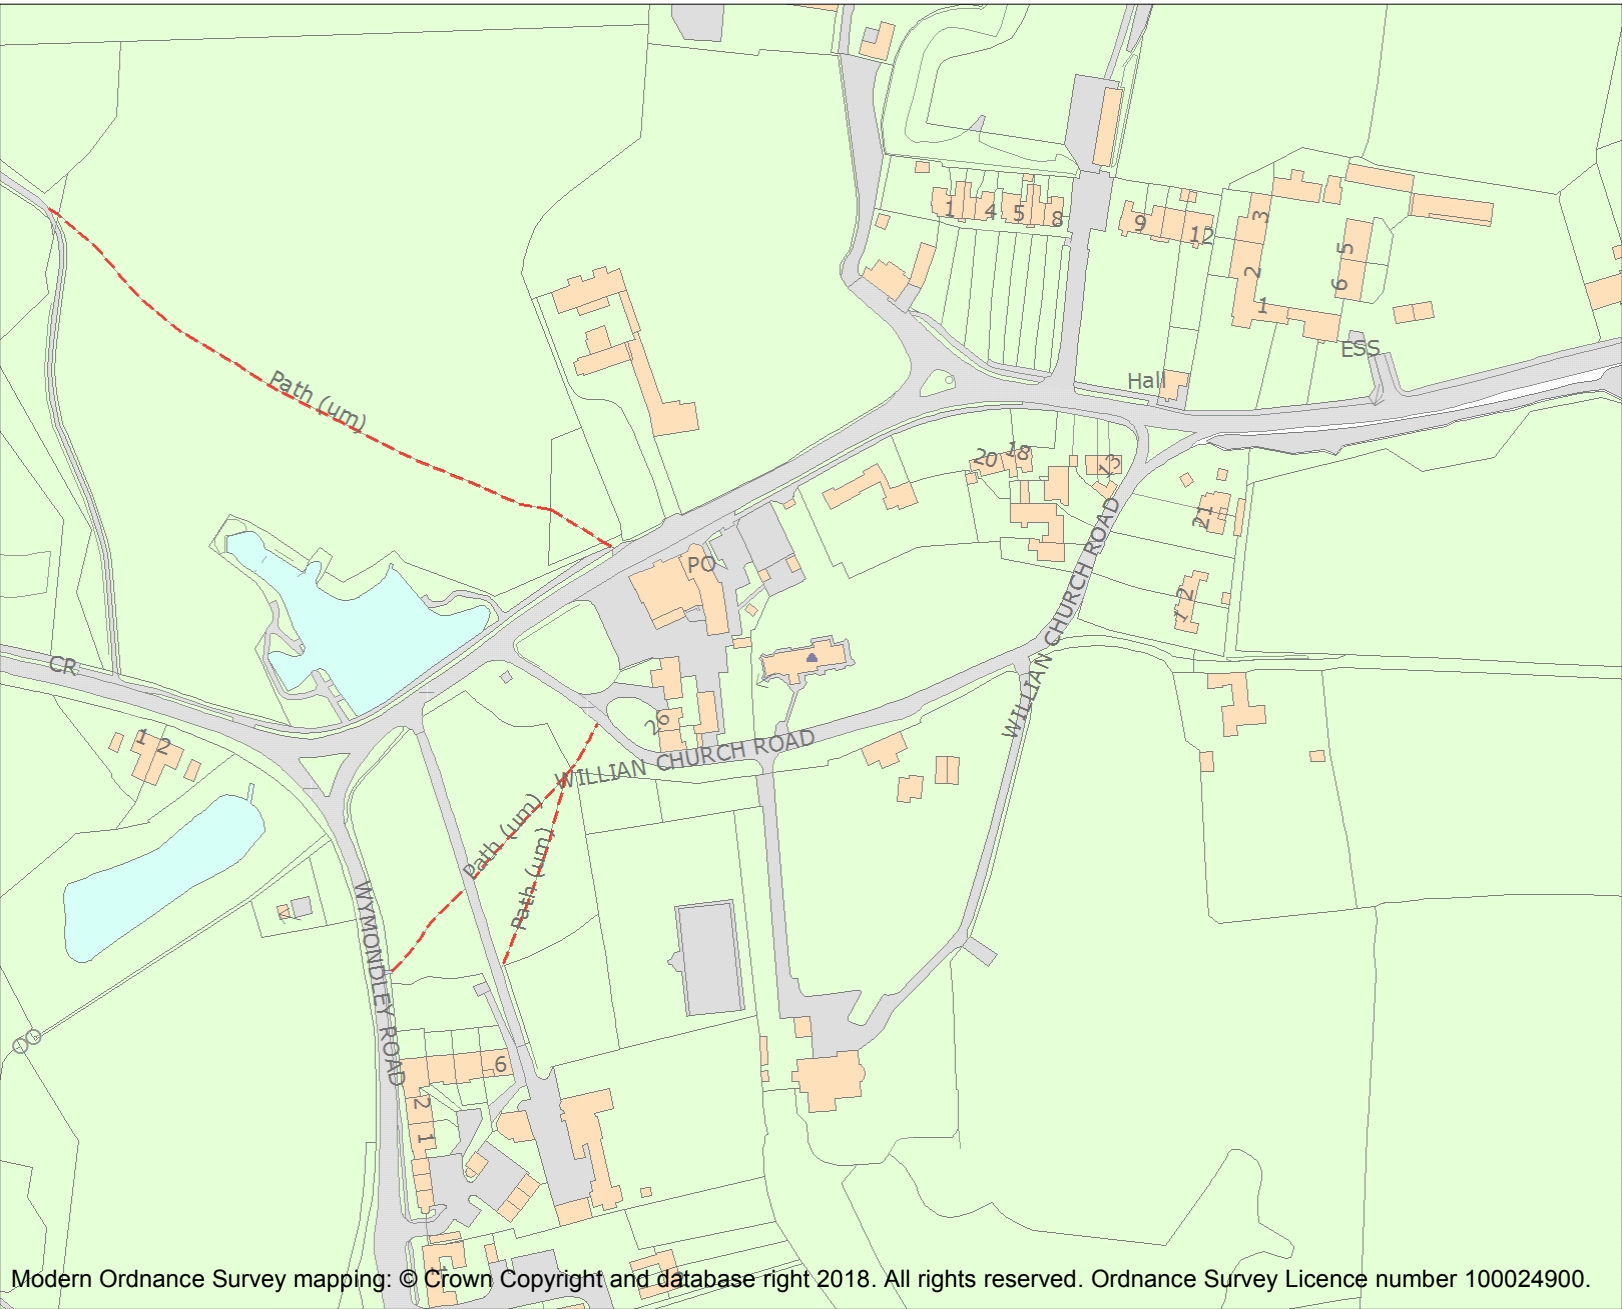 1
4
5
8
9
12
3
2
1
5
6
ESS
Hall
Path (um)
20
18
13
21
PO
1 2
WILLIAN CHURCH ROAD
CR
1 2
26
WILLIAN CHURCH ROAD
Path (um)
Path (um)
WYMONDLEY ROAD
6
2
1
1
Modern Ordnance Survey mapping: © Crown Copyright and database right 2018. All rights reserved. Ordnance Survey Licence number 100024900.